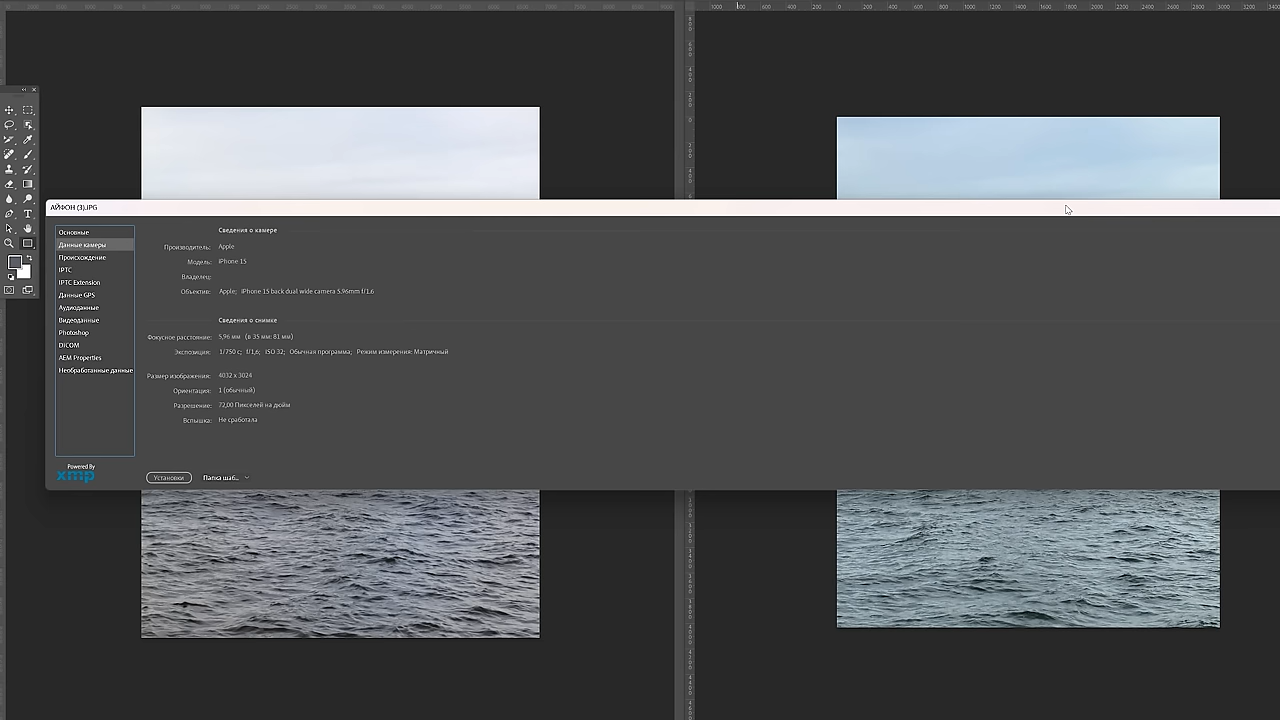 АЙФОН (3).JPG
Основные
Данные камеры
Происхождение
IPTC
IPTC Extension
Данные GPS
Аудиоданные
Видеоданные
Photoshop
DICOM
AEM Properties
Необработанные данные
Powered By
xmp
Сведения о камере
Производитель: Apple
Модель: iPhone 15
Владелец:
Объектив: Apple; iPhone 15 back dual wide camera 5.96mm f/1.6
Сведения о снимке
Фокусное расстояние: 5,96 мм (в 35 мм: 81 мм)
Экспозиция: 1/750 с; f/1,6; ISO 32; Обычная программа; Режим измерения: Матричный
Размер изображения: 4032 x 3024
Ориентация: 1 (обычный)
Разрешение: 72,00 Пикселей на дюйм
Вспышка: Не сработала
Установки
Папка шаб...